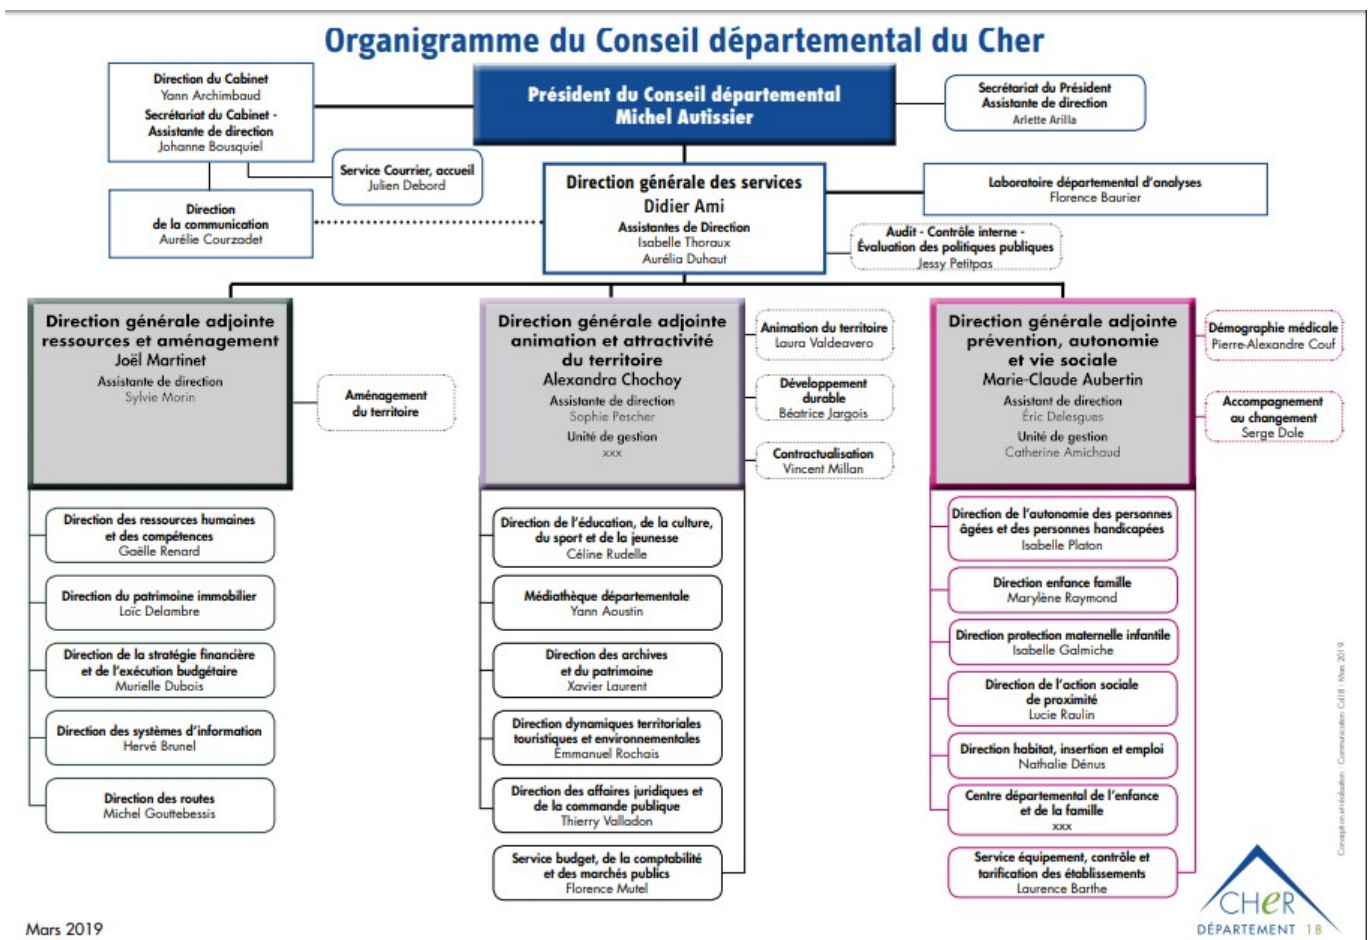 Organigramme du Conseil départemental du Cher
Direction du Cabinet
Yann Archimbaud
Secrétariat du Cabinet -
Assistante de direction
Johanne Bousquiel
Président du Conseil départemental
Michel Autissier
Secrétariat du Président
Assistante de direction
Arlette Arilla
Service Courrier, accueil
Julien Debord
Direction
de la communication
Aurélie Courzadet
Direction générale des services
Didier Ami
Assistantes de Direction
Isabelle Thoraux
Aurélia Duhaut
Laboratoire départemental d'analyses
Florence Baurier
Audit - Contrôle interne -
Évaluation des politiques publiques
Jessy Petitpas
Direction générale adjointe
ressources et aménagement
Joël Martinet
Assistante de direction
Sylvie Morin
Aménagement
du territoire
Direction des ressources humaines
et des compétences
Gaëlle Renard
Direction du patrimoine immobilier
Loïc Delambre
Direction de la stratégie financière
et de l'exécution budgétaire
Murielle Dubois
Direction des systèmes d'information
Hervé Brunel
Direction des routes
Michel Gouttebessis
Direction générale adjointe
animation et attractivité
du territoire
Alexandra Chochoy
Assistante de direction
Sophie Pescher
Unité de gestion
xxx
Animation du territoire
Laura Valdeavero
Développement
durable
Béatrice Jargois
Contractualisation
Vincent Millan
Direction de l'éducation, de la culture,
du sport et de la jeunesse
Céline Rudelle
Médiathèque départementale
Yann Aoustin
Direction des archives
et du patrimoine
Xavier Laurent
Direction dynamiques territoriales
touristiques et environnementales
Emmanuel Rochais
Direction des affaires juridiques et
de la commande publique
Thierry Valladon
Service budget, de la comptabilité
et des marchés publics
Florence Mutel
Direction générale adjointe
prévention, autonomie
et vie sociale
Marie-Claude Aubertin
Assistant de direction
Éric Delesgues
Unité de gestion
Catherine Amichaud
Démographie médicale
Pierre-Alexandre Couf
Accompagnement
au changement
Serge Dole
Direction de l'autonomie des personnes
âgées et des personnes handicapées
Isabelle Platon
Direction enfance famille
Marylène Raymond
Direction protection maternelle infantile
Isabelle Galmiche
Direction de l'action sociale
de proximité
Lucie Raulin
Direction habitat, insertion et emploi
Nathalie Dénus
Centre départemental de l'enfance
et de la famille
xxx
Service équipement, contrôle et
tarification des établissements
Laurence Barthe
Conception et réalisation : Communication Cd18 - Mars 2019
CHER
DÉPARTEMENT 18
Mars 2019